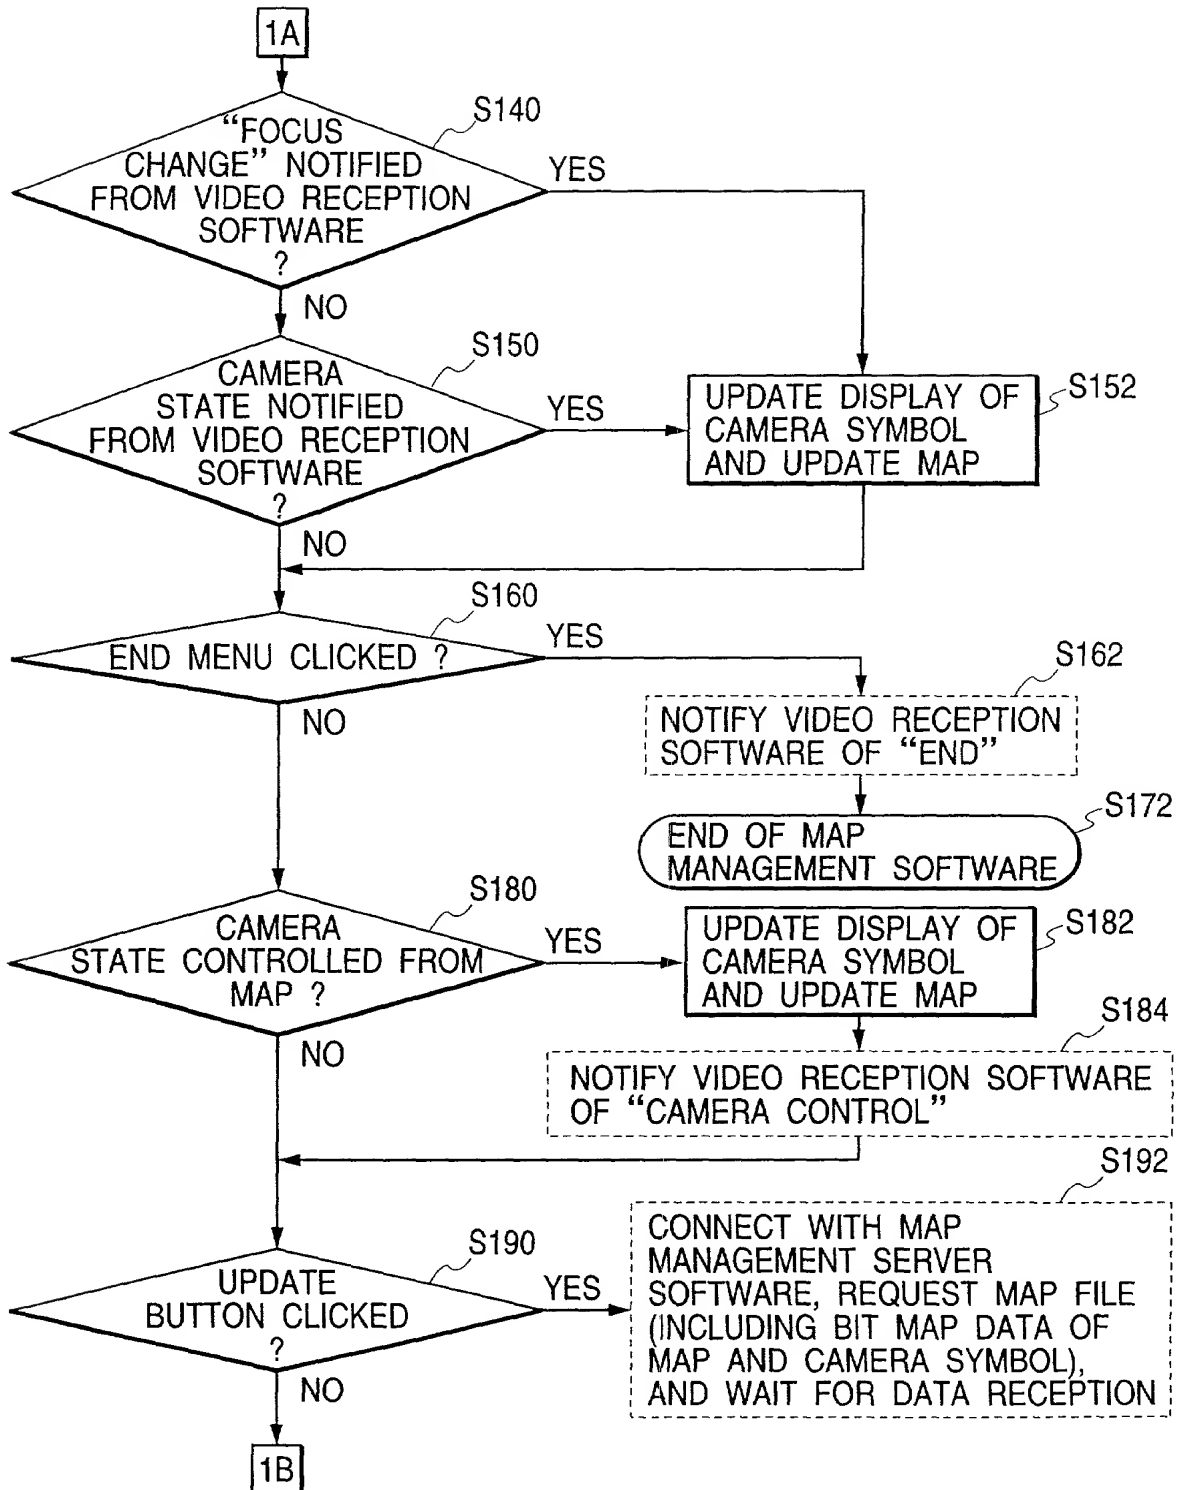 1A
S140
“FOCUS
CHANGE” NOTIFIED
FROM VIDEO RECEPTION
SOFTWARE
?
YES
NO
S150
CAMERA
STATE NOTIFIED
FROM VIDEO RECEPTION
SOFTWARE
?
YES
NO
S152
UPDATE DISPLAY OF
CAMERA SYMBOL
AND UPDATE MAP
S160
END MENU CLICKED ?
YES
NO
S162
NOTIFY VIDEO RECEPTION
SOFTWARE OF “END”
S172
END OF MAP
MANAGEMENT SOFTWARE
S180
CAMERA
STATE CONTROLLED FROM
MAP ?
YES
NO
S182
UPDATE DISPLAY OF
CAMERA SYMBOL
AND UPDATE MAP
S184
NOTIFY VIDEO RECEPTION SOFTWARE
OF “CAMERA CONTROL”
S190
UPDATE
BUTTON CLICKED
?
YES
NO
S192
CONNECT WITH MAP
MANAGEMENT SERVER
SOFTWARE, REQUEST MAP FILE
(INCLUDING BIT MAP DATA OF
MAP AND CAMERA SYMBOL),
AND WAIT FOR DATA RECEPTION
1B